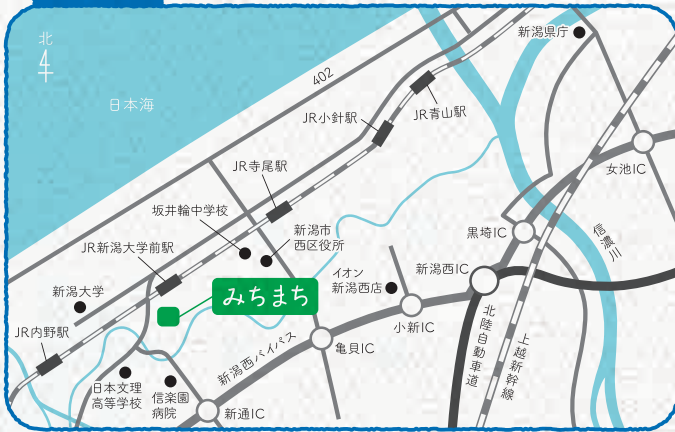 北
日本海
402
新潟県庁
JR青山駅
JR小針駅
女池IC
JR寺尾駅
坂井輪中学校
新潟市
西区役所
黒埼IC
信濃川
JR新潟大学前駅
イオン
新潟西店
新潟西IC
新潟大学
みちまち
小新IC
JR内野駅
新潟西バイパス
亀貝IC
北陸自動車道
上越新幹線
日本文理
高等学校
信楽園
病院
新通IC